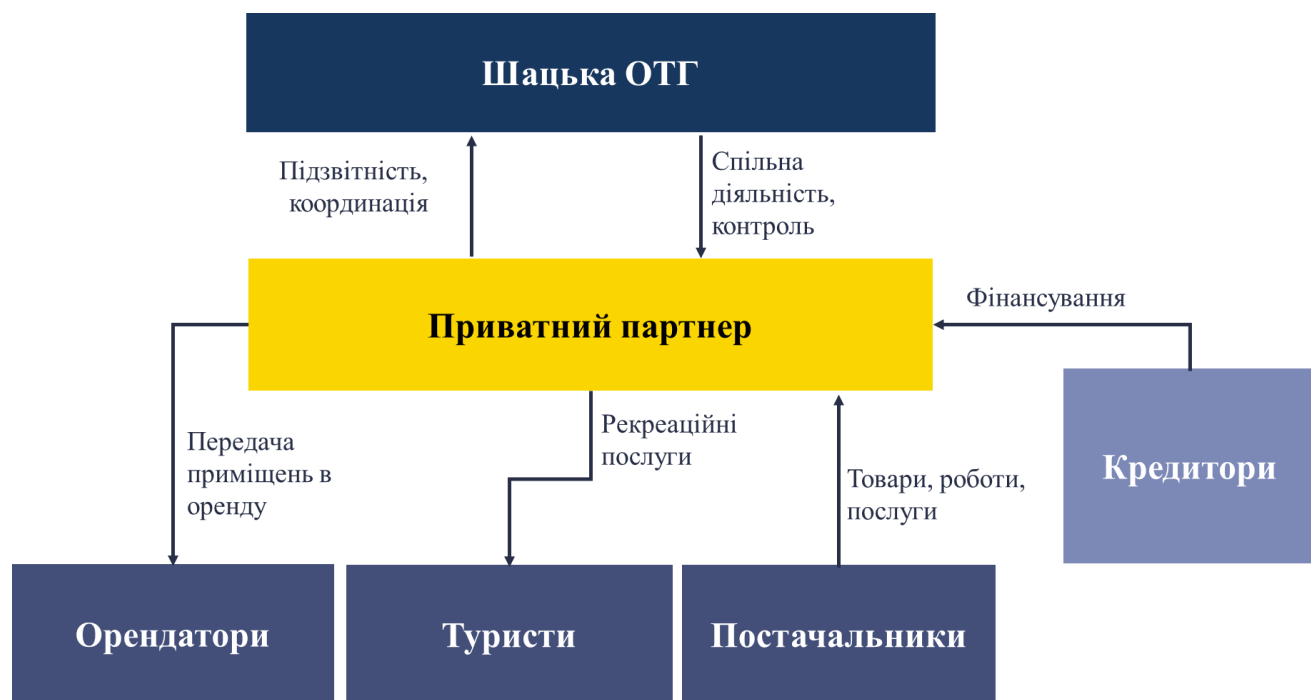 Шацька ОТГ
Підзвітність,
координація
Спільна
діяльність,
контроль
Приватний партнер
Фінансування
Передача
приміщень в
оренду
Рекреаційні
послуги
Товари, роботи,
послуги
Кредитори
Орендатори
Туристи
Постачальники